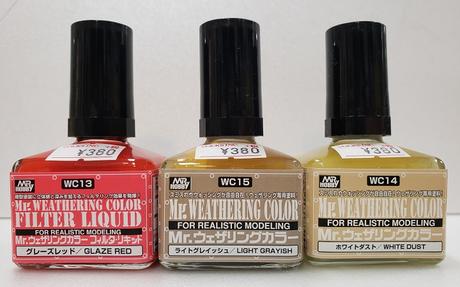 ¥380
WC13
MR.HOBBY
MR. WEATHERING COLOR
FILTER LIQUID
FOR REALISTIC MODELING
Mr.ウェザリングカラー フィルタ・リキッド
グレーズレッド/GLAZE RED
¥380
MR.HOBBY
WC15
MR. WEATHERING COLOR
FOR REALISTIC MODELING
Mr.ウェザリングカラー
ライトグレイッシュ/LIGHT GRAYISH
¥380
MR.HOBBY
WC14
FOR REALISTIC MODELING
Mr.ウェザリングカラー
ホワイトダスト/WHITE DUST